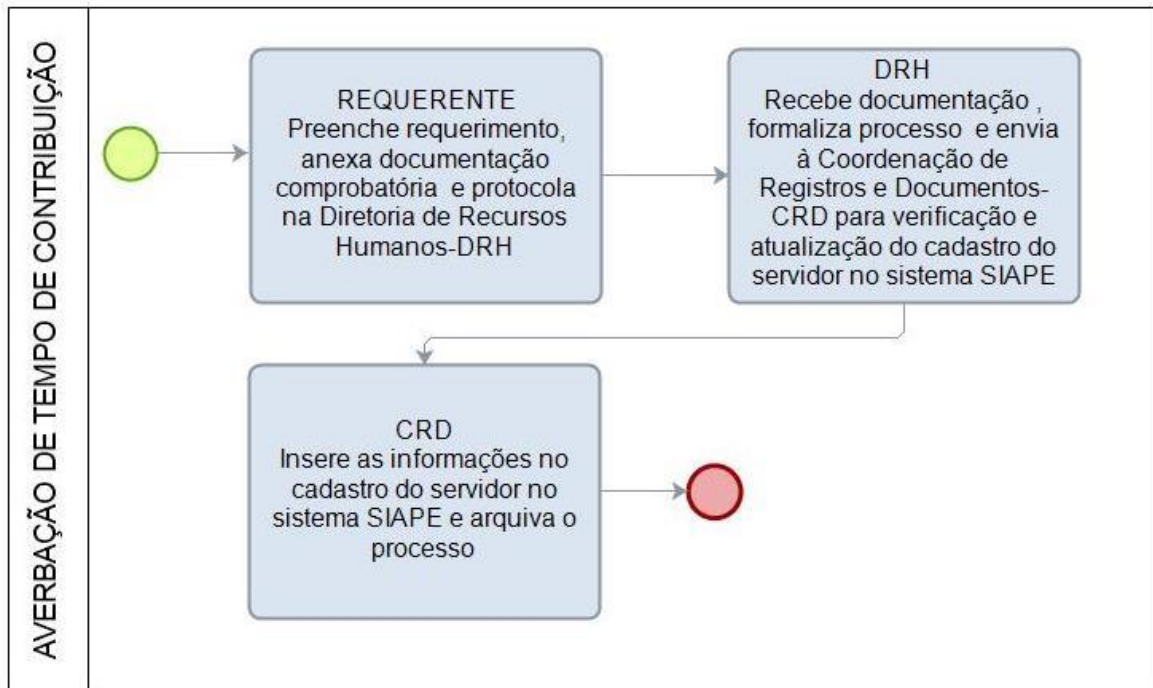 AVERBAÇÃO DE TEMPO DE CONTRIBUIÇÃO
REQUERENTE
Preenche requerimento,
anexa documentação
comprobatória e protocola
na Diretoria de Recursos
Humanos-DRH
DRH
Recebe documentação ,
formaliza processo e envia
à Coordenação de
Registros e Documentos-
CRD para verificação e
atualização do cadastro do
servidor no sistema SIAPE
CRD
Insere as informações no
cadastro do servidor no
sistema SIAPE e arquiva o
processo